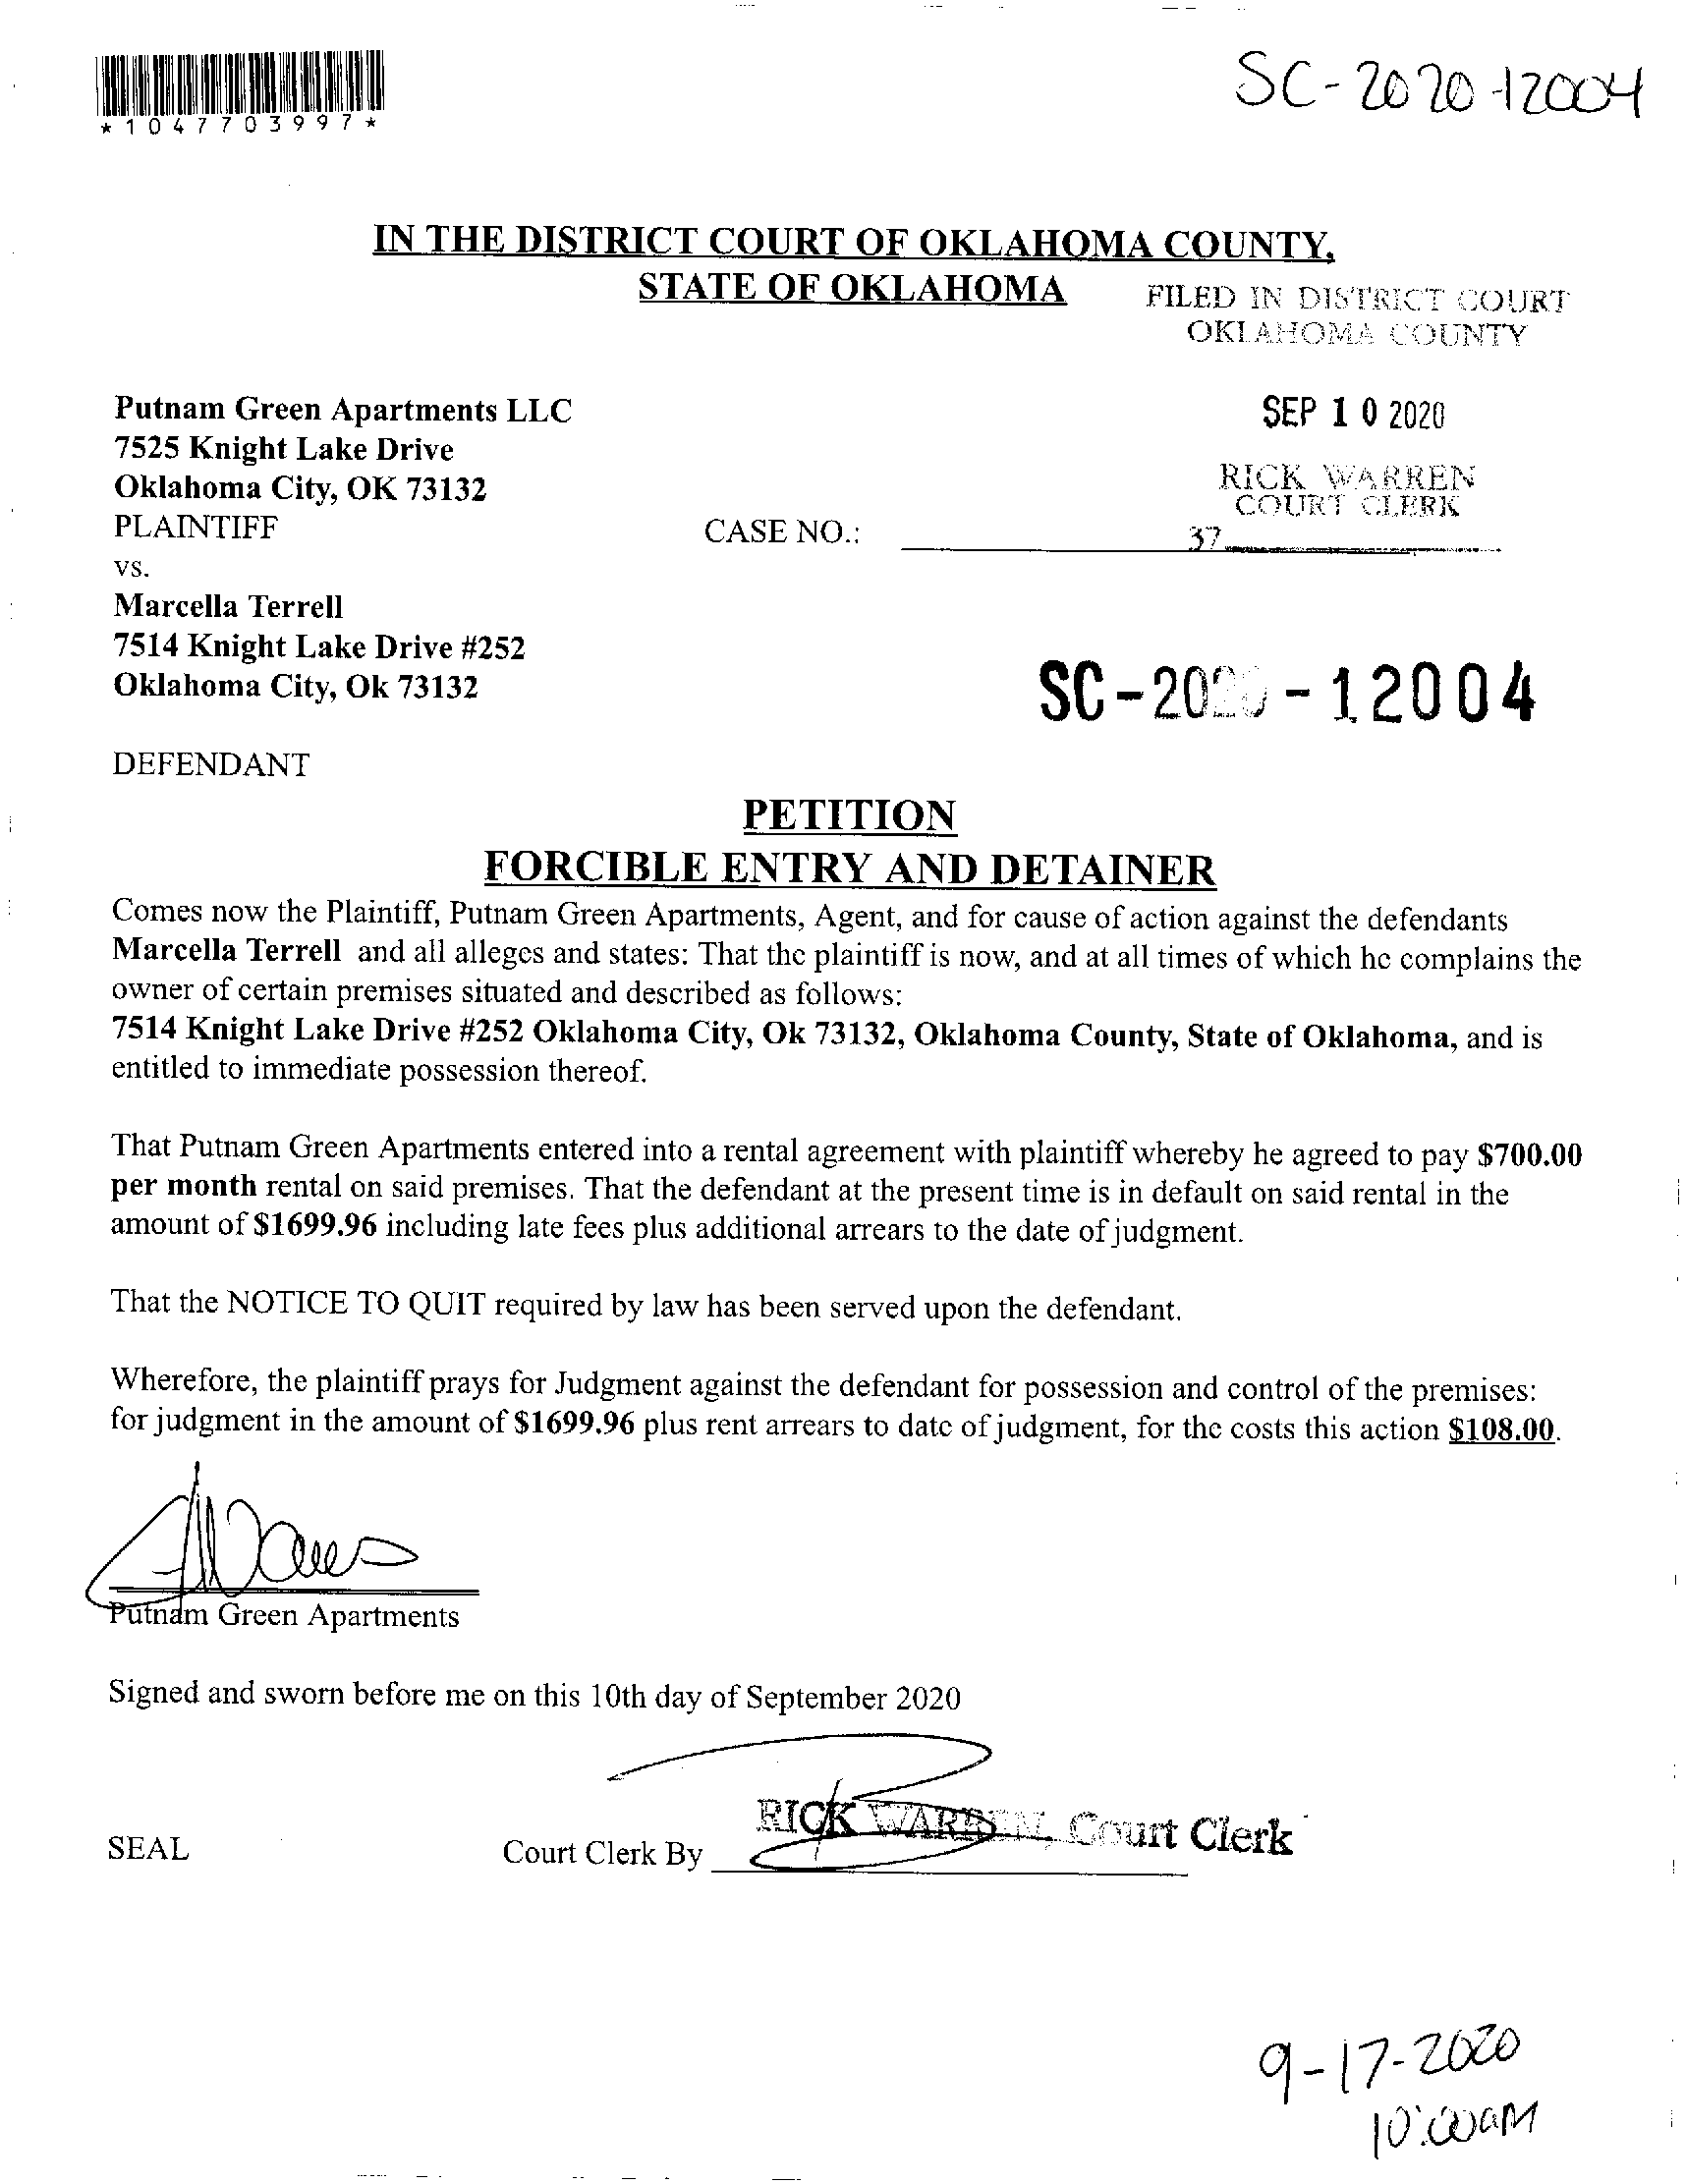 *1047703997*
SC-2020-12004
IN THE DISTRICT COURT OF OKLAHOMA COUNTY,
STATE OF OKLAHOMA
FILED IN DISTRICT COURT
OKLAHOMA COUNTY
Putnam Green Apartments LLC
SEP 10 2020
7525 Knight Lake Drive
Oklahoma City, OK 73132
RICK WARREN
COURT CLERK
PLAINTIFF
CASE NO.:
37
vs.
Marcella Terrell
7514 Knight Lake Drive #252
Oklahoma City, Ok 73132
SC-2020-12004
DEFENDANT
PETITION
FORCIBLE ENTRY AND DETAINER
Comes now the Plaintiff, Putnam Green Apartments, Agent, and for cause of action against the defendants
Marcella Terrell and all alleges and states: That the plaintiff is now, and at all times of which he complains the
owner of certain premises situated and described as follows:
7514 Knight Lake Drive #252 Oklahoma City, Ok 73132, Oklahoma County, State of Oklahoma, and is
entitled to immediate possession thereof.
That Putnam Green Apartments entered into a rental agreement with plaintiff whereby he agreed to pay $700.00
per month rental on said premises. That the defendant at the present time is in default on said rental in the
amount of $1699.96 including late fees plus additional arrears to the date of judgment.
That the NOTICE TO QUIT required by law has been served upon the defendant.
Wherefore, the plaintiff prays for Judgment against the defendant for possession and control of the premises:
for judgment in the amount of $1699.96 plus rent arrears to date of judgment, for the costs this action $108.00.
Putnam Green Apartments
Signed and sworn before me on this 10th day of September 2020
RICK WARREN, Court Clerk
SEAL
Court Clerk By
9-17-2020
10:00am